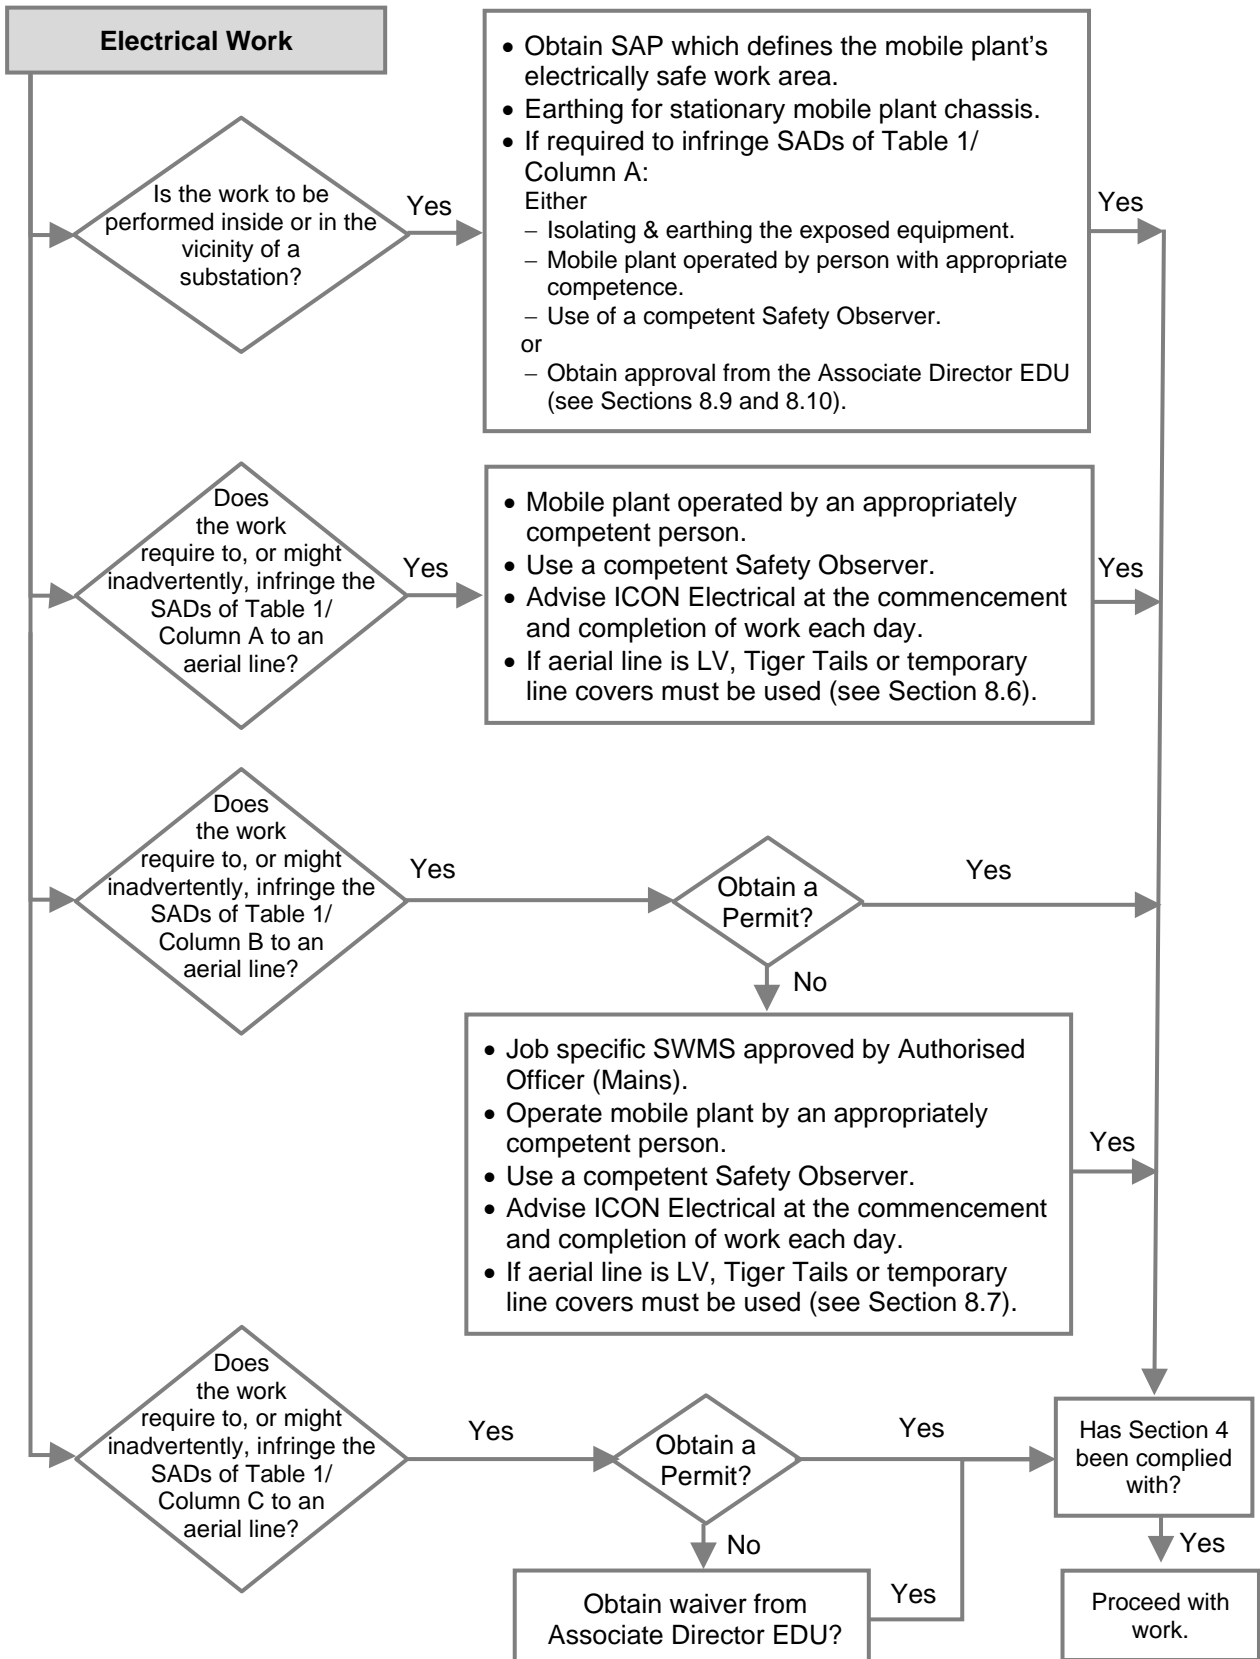 Electrical Work
Is the work to be
performed inside or in the
vicinity of a
substation?
Yes
• Obtain SAP which defines the mobile plant's
electrically safe work area.
• Earthing for stationary mobile plant chassis.
• If required to infringe SADs of Table 1/
Column A:
Either
– Isolating & earthing the exposed equipment.
– Mobile plant operated by person with appropriate
competence.
– Use of a competent Safety Observer.
or
– Obtain approval from the Associate Director EDU
(see Sections 8.9 and 8.10).
Yes
Does
the work
require to, or might
inadvertently, infringe the
SADs of Table 1/
Column A to an
aerial line?
Yes
• Mobile plant operated by an appropriately
competent person.
• Use a competent Safety Observer.
• Advise ICON Electrical at the commencement
and completion of work each day.
• If aerial line is LV, Tiger Tails or temporary
line covers must be used (see Section 8.6).
Yes
Does
the work
require to, or might
inadvertently, infringe the
SADs of Table 1/
Column B to an
aerial line?
Yes
Obtain a
Permit?
Yes
No
• Job specific SWMS approved by Authorised
Officer (Mains).
• Operate mobile plant by an appropriately
competent person.
• Use a competent Safety Observer.
• Advise ICON Electrical at the commencement
and completion of work each day.
• If aerial line is LV, Tiger Tails or temporary
line covers must be used (see Section 8.7).
Yes
Does
the work
require to, or might
inadvertently, infringe the
SADs of Table 1/
Column C to an
aerial line?
Yes
Obtain a
Permit?
Yes
No
Obtain waiver from
Associate Director EDU?
Yes
Has Section 4
been complied
with?
Yes
Proceed with
work.